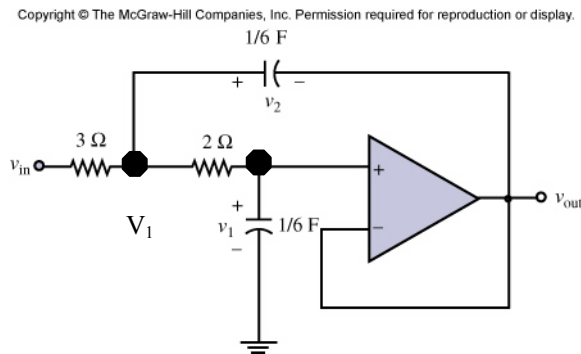 Copyright © The McGraw-Hill Companies, Inc. Permission required for reproduction or display.
1/6 F
+ −
v2
3 Ω 2 Ω
vin + vout
V1 + v1 − 1/6 F −